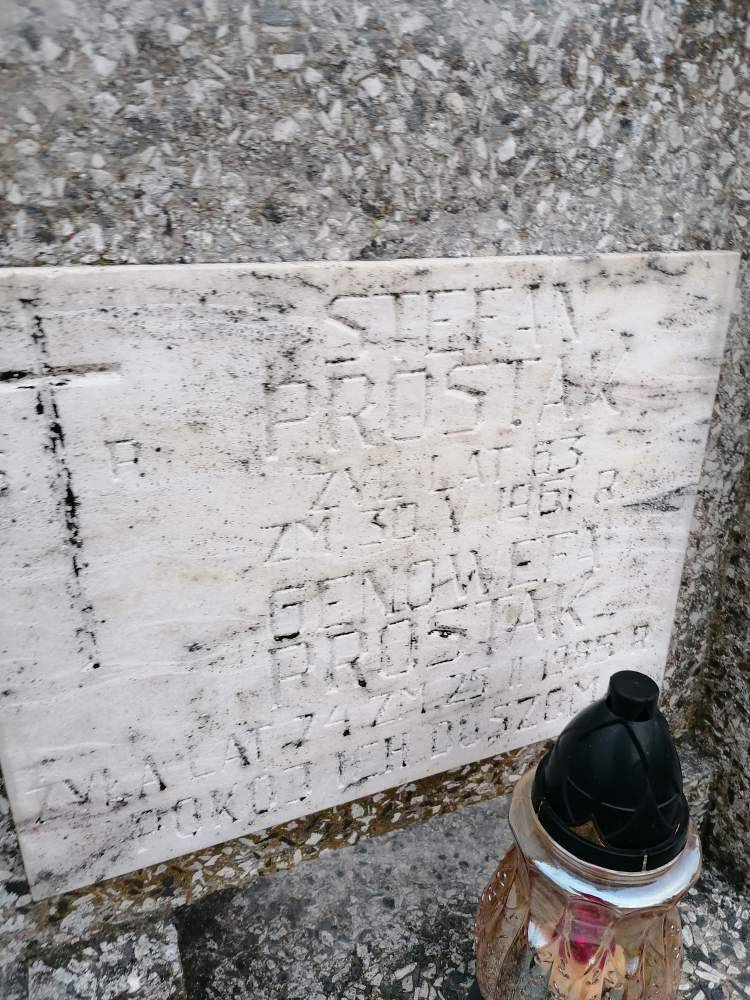 Ś. P.
STEFAN
PROSTAK
ŻYŁ LAT 63
ZM. 30 V 1961 R
GENOWEFA
PROSTAK
ŻYŁA LAT 74 ZM. 25 II R
POKÓJ ICH DUSZOM